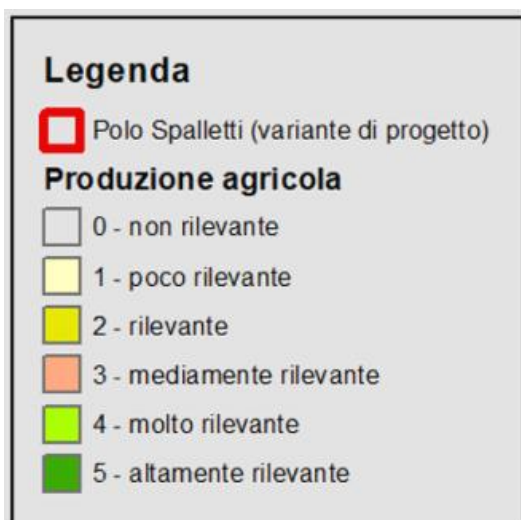 Legenda
Polo Spalletti (variante di progetto)
Produzione agricola
0 - non rilevante
1 - poco rilevante
2 - rilevante
3 - mediamente rilevante
4 - molto rilevante
5 - altamente rilevante